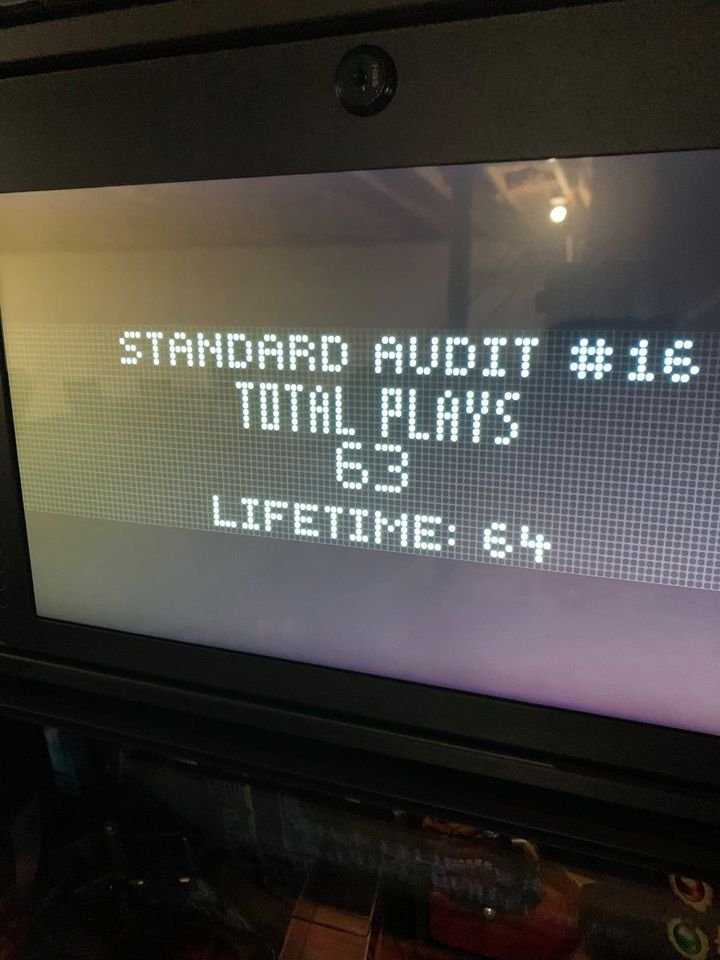 STANDARD AUDIT #16
TOTAL PLAYS
63
LIFETIME: 64